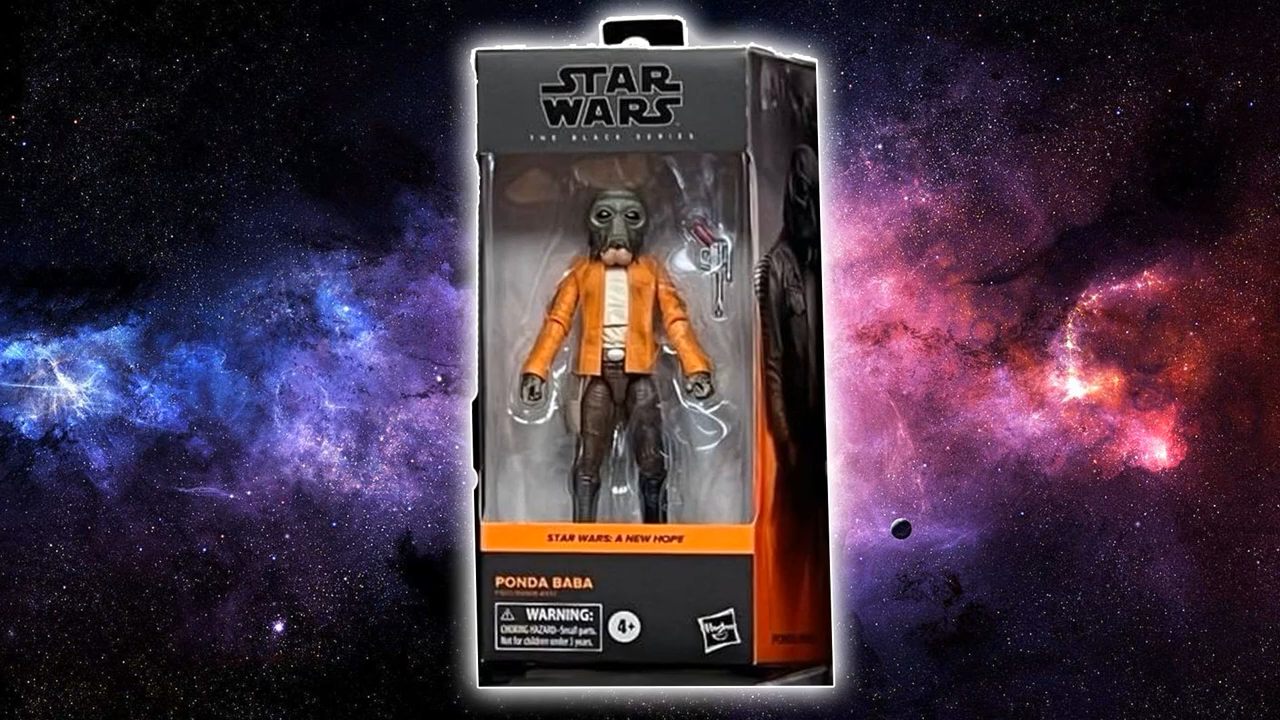 STAR
WARS
THE BLACK SERIES
STAR WARS: A NEW HOPE
PONDA BABA
WARNING:
CHOKING HAZARD-Small parts.
Not for children under 3 years.
4+
Hasbro